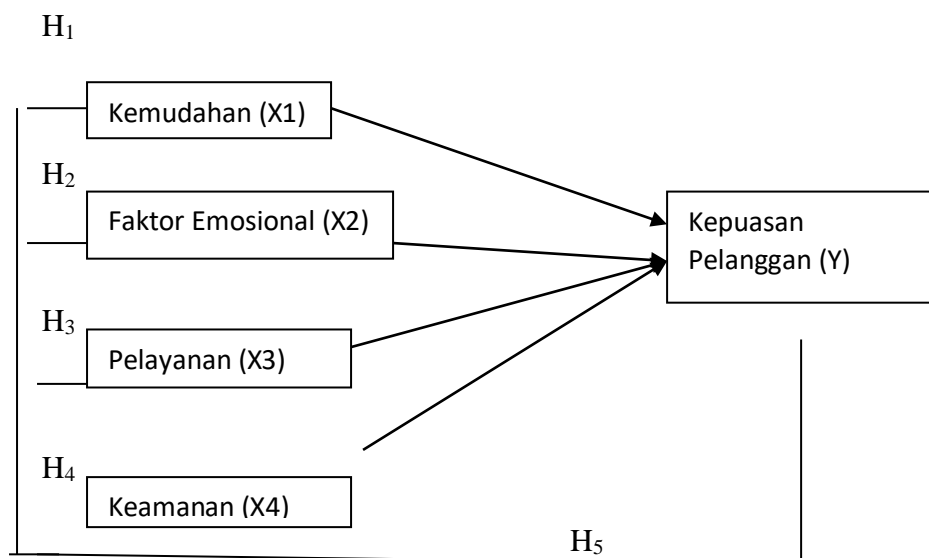 H₁
Kemudahan (X1)
H₂
Faktor Emosional (X2)
Kepuasan
Pelanggan (Y)
H₃
Pelayanan (X3)
H₄
Keamanan (X4)
H₅